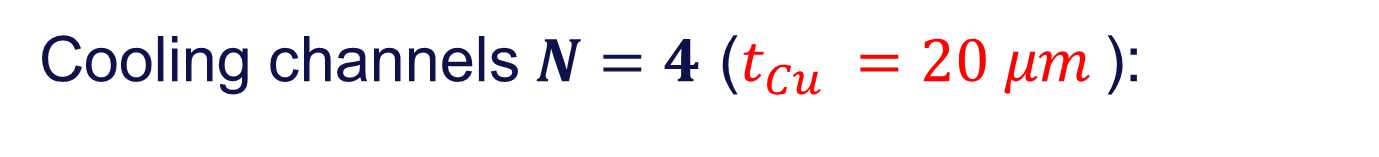 Cooling channels N = 4 (t_Cu = 20 μm ):